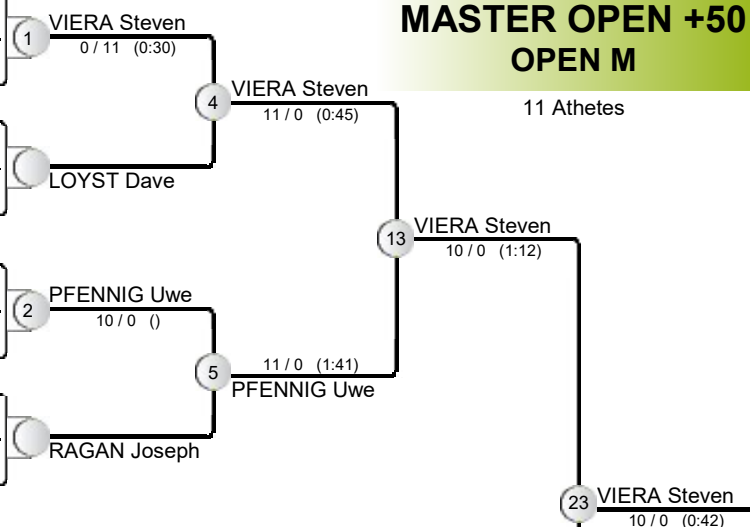 MASTER OPEN +50
OPEN M
11 Athetes
1
VIERA Steven
0 / 11 (0:30)
4
VIERA Steven
11 / 0 (0:45)
LOYST Dave
13
VIERA Steven
10 / 0 (1:12)
2
PFENNIG Uwe
10 / 0 ()
5
11 / 0 (1:41)
PFENNIG Uwe
RAGAN Joseph
23
VIERA Steven
10 / 0 (0:42)